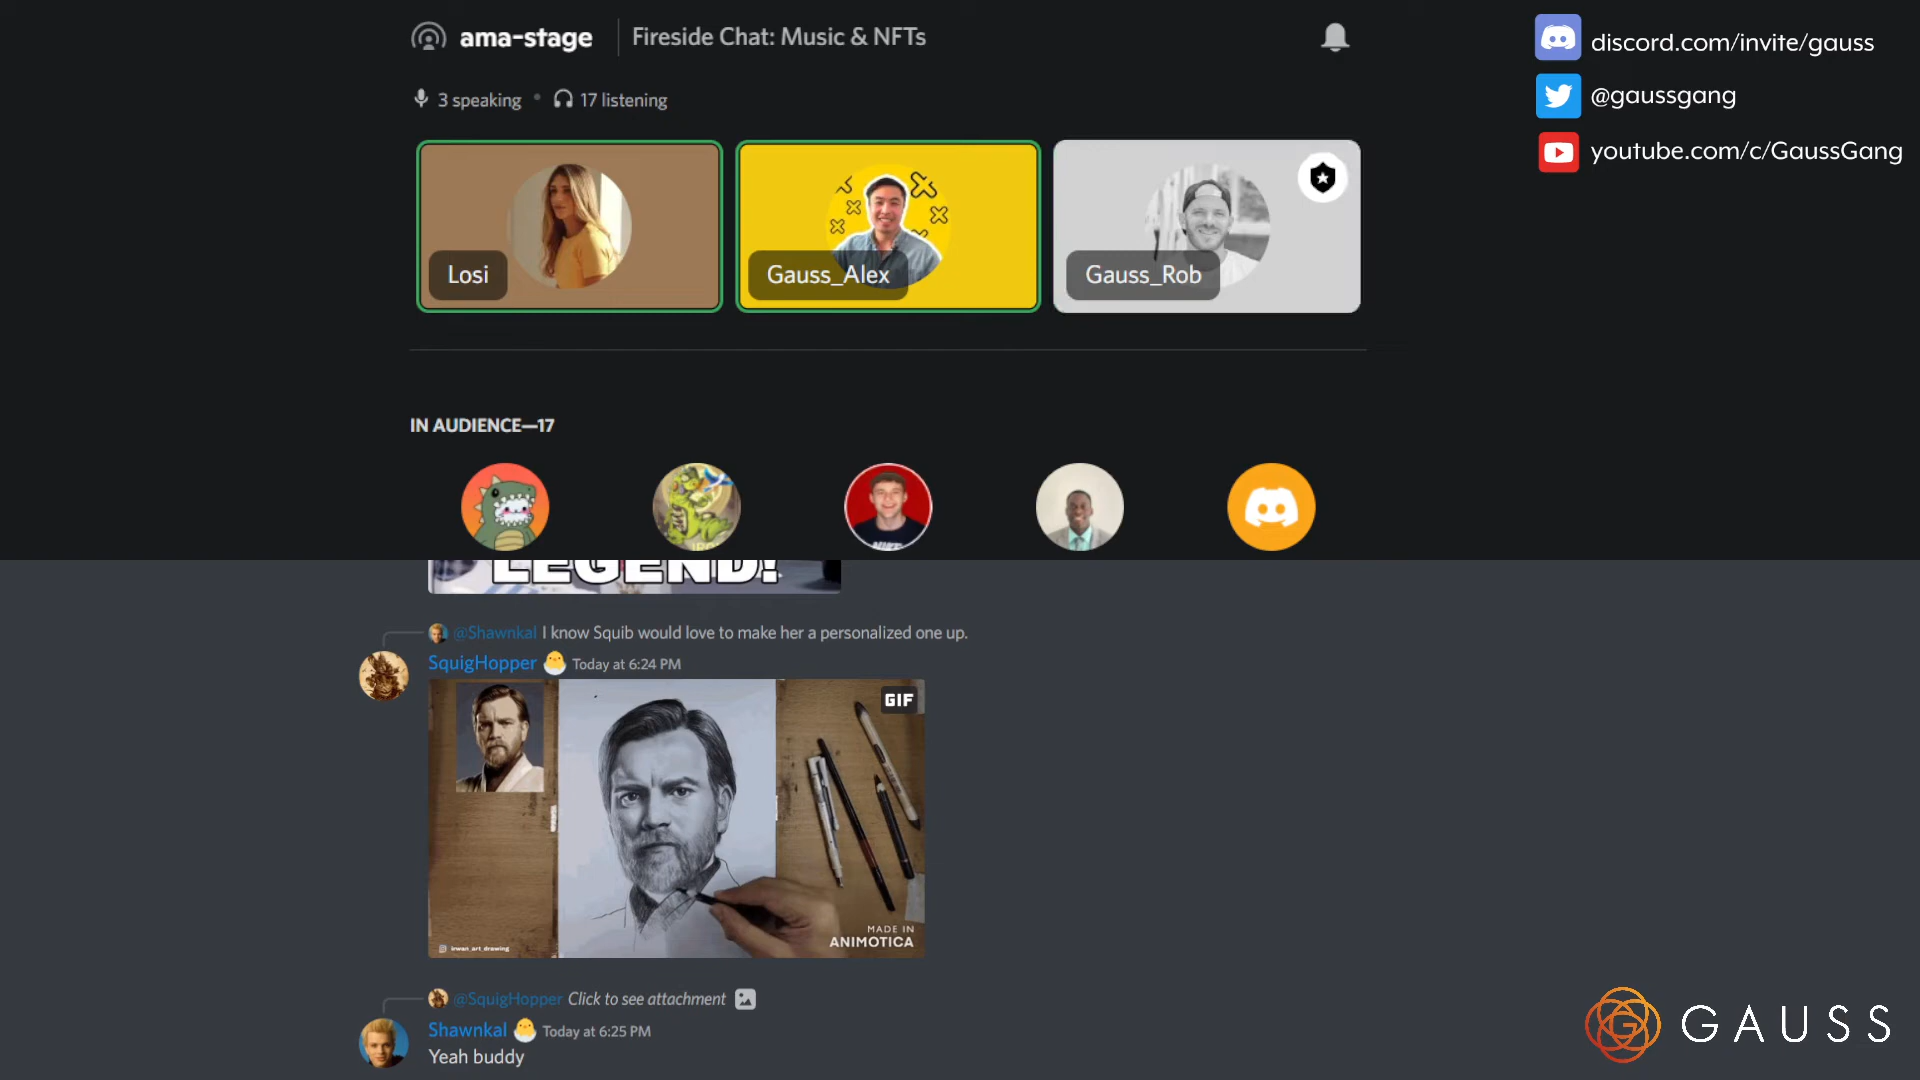 ama-stage
Fireside Chat: Music & NFTs
3 speaking • 17 listening
discord.com/invite/gauss
@gaussgang
youtube.com/c/GaussGang
Losi
Gauss_Alex
Gauss_Rob
IN AUDIENCE—17
LEGEND!
@Shawnkal I know Squib would love to make her a personalized one up.
SquigHopper Today at 6:24 PM
GIF
MADE IN
ANIMOTICA
irwan_art_drawing
@SquigHopper Click to see attachment
Shawnkal Today at 6:25 PM
Yeah buddy
GAUSS